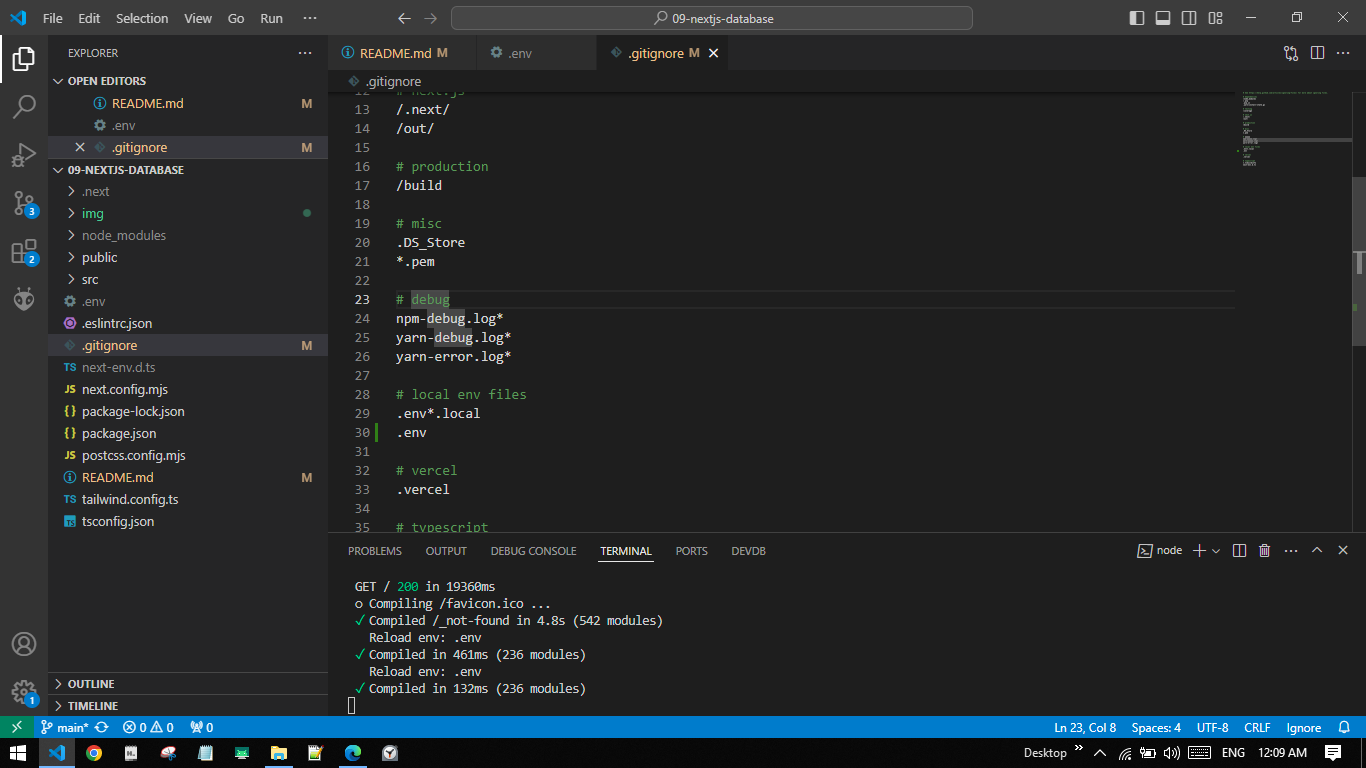 File Edit Selection View Go Run ···
09-nextjs-database
EXPLORER
OPEN EDITORS
README.md M
.env
.gitignore M
09-NEXTJS-DATABASE
.next
img
node_modules
public
src
.env
.eslintrc.json
.gitignore M
TS next-env.d.ts
JS next.config.mjs
{} package-lock.json
{} package.json
JS postcss.config.mjs
README.md M
TS tailwind.config.ts
TS tsconfig.json
OUTLINE
TIMELINE
3
2
1
README.md M
.env
.gitignore M
.gitignore
12 # next.js
13 /.next/
14 /out/
15
16 # production
17 /build
18
19 # misc
20 .DS_Store
21 *.pem
22
23 # debug
24 npm-debug.log*
25 yarn-debug.log*
26 yarn-error.log*
27
28 # local env files
29 .env*.local
30 .env
31
32 # vercel
33 .vercel
34
35 # typescript
PROBLEMS OUTPUT DEBUG CONSOLE TERMINAL PORTS DEVDB
node
GET / 200 in 19360ms
○ Compiling /favicon.ico ...
✓ Compiled /_not-found in 4.8s (542 modules)
Reload env: .env
✓ Compiled in 461ms (236 modules)
Reload env: .env
✓ Compiled in 132ms (236 modules)
main* 0 0 0
Ln 23, Col 8 Spaces: 4 UTF-8 CRLF Ignore
Desktop » ENG 12:09 AM